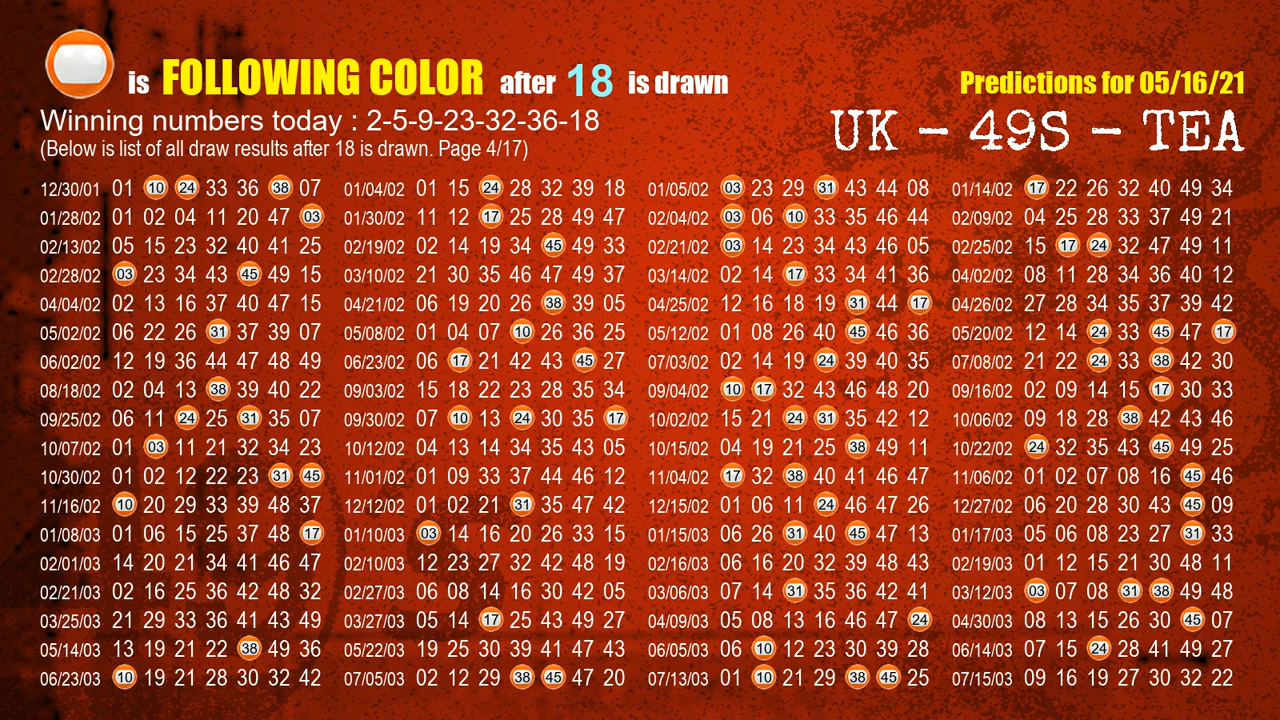 is FOLLOWING COLOR after 18 is drawn Predictions for 05/16/21
Winning numbers today : 2-5-9-23-32-36-18 UK - 49S - TEA
(Below is list of all draw results after 18 is drawn. Page 4/17)
12/30/01 01 10 24 33 36 38 07 01/04/02 01 15 24 28 32 39 18 01/05/02 03 23 29 31 43 44 08 01/14/02 17 22 26 32 40 49 34
01/28/02 01 02 04 11 20 47 03 01/30/02 11 12 17 25 28 49 47 02/04/02 03 06 10 33 35 46 44 02/09/02 04 25 28 33 37 49 21
02/13/02 05 15 23 32 40 41 25 02/19/02 02 14 19 34 45 49 33 02/21/02 03 14 23 34 43 46 05 02/25/02 15 17 24 32 47 49 11
02/28/02 03 23 34 43 45 49 15 03/10/02 21 30 35 46 47 49 37 03/14/02 02 14 17 33 34 41 36 04/02/02 08 11 28 34 36 40 12
04/04/02 02 13 16 37 40 47 15 04/21/02 06 19 20 26 38 39 05 04/25/02 12 16 18 19 31 44 17 04/26/02 27 28 34 35 37 39 42
05/02/02 06 22 26 31 37 39 07 05/08/02 01 04 07 10 26 36 25 05/12/02 01 08 26 40 45 46 36 05/20/02 12 14 24 33 45 47 17
06/02/02 12 19 36 44 47 48 49 06/23/02 06 17 21 42 43 45 27 07/03/02 02 14 19 24 39 40 35 07/08/02 21 22 24 33 38 42 30
08/18/02 02 04 13 38 39 40 22 09/03/02 15 18 22 23 28 35 34 09/04/02 10 17 32 43 46 48 20 09/16/02 02 09 14 15 17 30 33
09/25/02 06 11 24 25 31 35 07 09/30/02 07 10 13 24 30 35 17 10/02/02 15 21 24 31 35 42 12 10/06/02 09 18 28 38 42 43 46
10/07/02 01 03 11 21 32 34 23 10/12/02 04 13 14 34 35 43 05 10/15/02 04 19 21 25 38 49 11 10/22/02 24 32 35 43 45 49 25
10/30/02 01 02 12 22 23 31 45 11/01/02 01 09 33 37 44 46 12 11/04/02 17 32 38 40 41 46 47 11/06/02 01 02 07 08 16 45 46
11/16/02 10 20 29 33 39 48 37 12/12/02 01 02 21 31 35 47 42 12/15/02 01 06 11 24 46 47 26 12/27/02 06 20 28 30 43 45 09
01/08/03 01 06 15 25 37 48 17 01/10/03 03 14 16 20 26 33 15 01/15/03 06 26 31 40 45 47 13 01/17/03 05 06 08 23 27 31 33
02/01/03 14 20 21 34 41 46 47 02/10/03 12 23 27 32 42 48 19 02/16/03 06 16 20 32 39 48 43 02/19/03 01 12 15 21 30 48 11
02/21/03 02 16 25 36 42 48 32 02/27/03 06 08 14 16 30 42 05 03/06/03 07 14 31 35 36 42 41 03/12/03 03 07 08 31 38 49 48
03/25/03 21 29 33 36 41 43 49 03/27/03 05 14 17 25 43 49 27 04/09/03 05 08 13 16 46 47 24 04/30/03 08 13 15 26 30 45 07
05/14/03 13 19 21 22 38 49 36 05/22/03 19 25 30 39 41 47 43 06/05/03 06 10 12 23 30 39 28 06/14/03 07 15 24 28 41 49 27
06/23/03 10 19 21 28 30 32 42 07/05/03 02 12 29 38 45 47 20 07/13/03 01 10 21 29 38 45 25 07/15/03 09 16 19 27 30 32 22